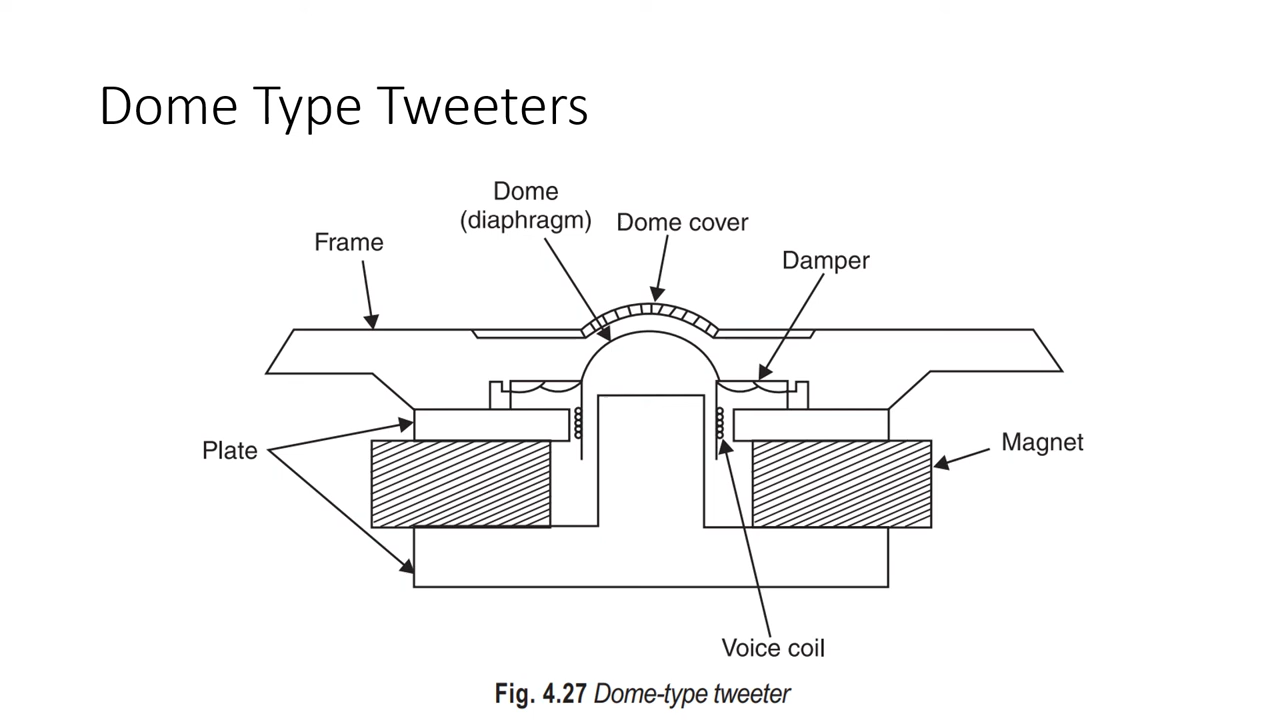 Dome Type Tweeters
Dome
(diaphragm)
Dome cover
Frame
Damper
Plate
Magnet
Voice coil
Fig. 4.27 Dome-type tweeter